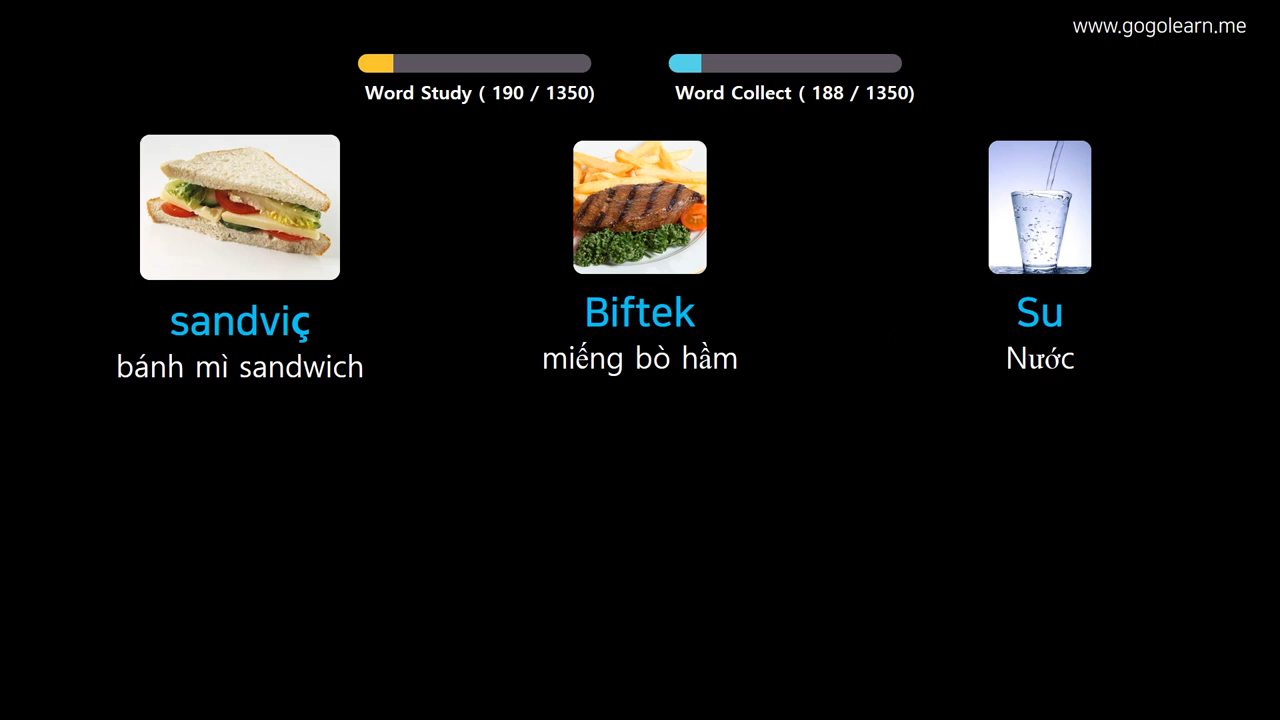 www.gogolearn.me
Word Study ( 190 / 1350)
Word Collect ( 188 / 1350)
sandviç
bánh mì sandwich
Biftek
miếng bò hầm
Su
Nước